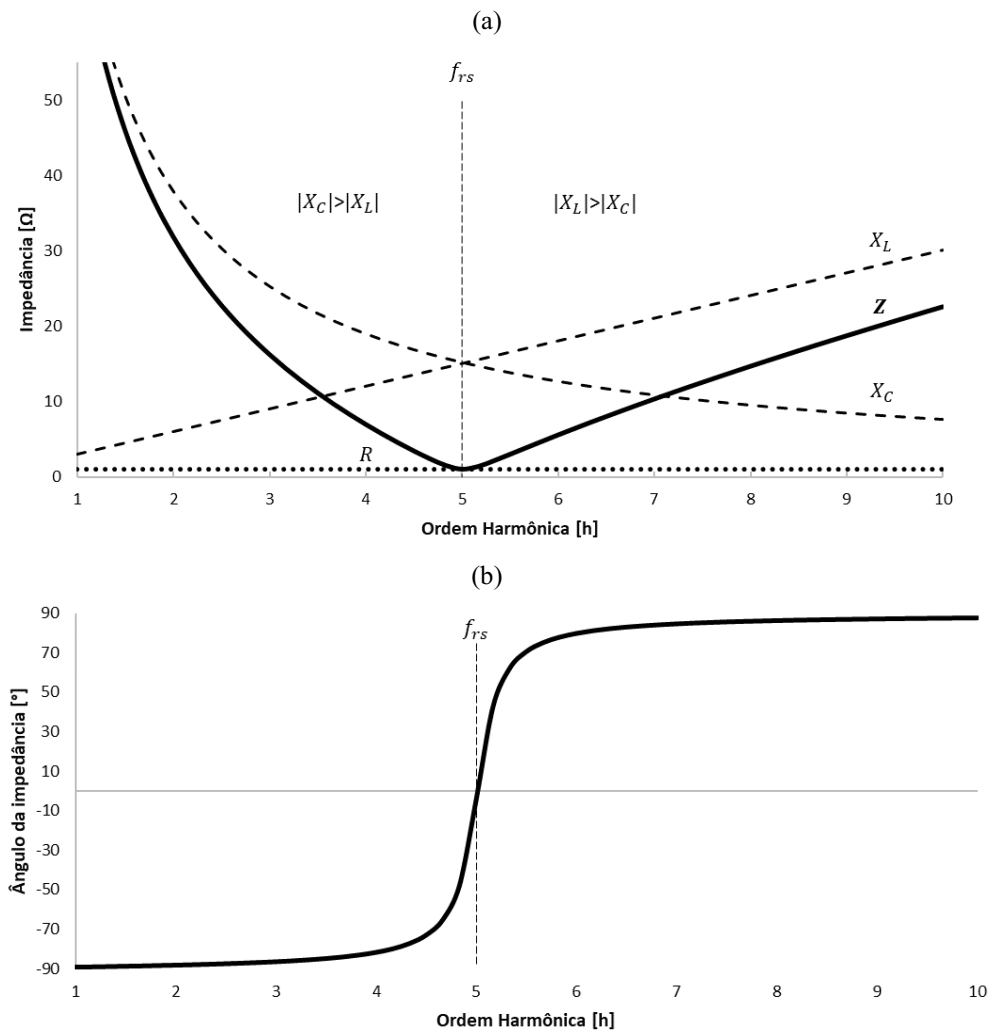 (a)
Impedância [Ω]
50
40
30
20
10
0
f_rs
|X_C|>|X_L|
|X_L|>|X_C|
X_L
Z
X_C
R
1 2 3 4 5 6 7 8 9 10
Ordem Harmônica [h]
(b)
Ângulo da impedância [°]
90
70
50
30
10
-10
-30
-50
-70
-90
f_rs
1 2 3 4 5 6 7 8 9 10
Ordem Harmônica [h]